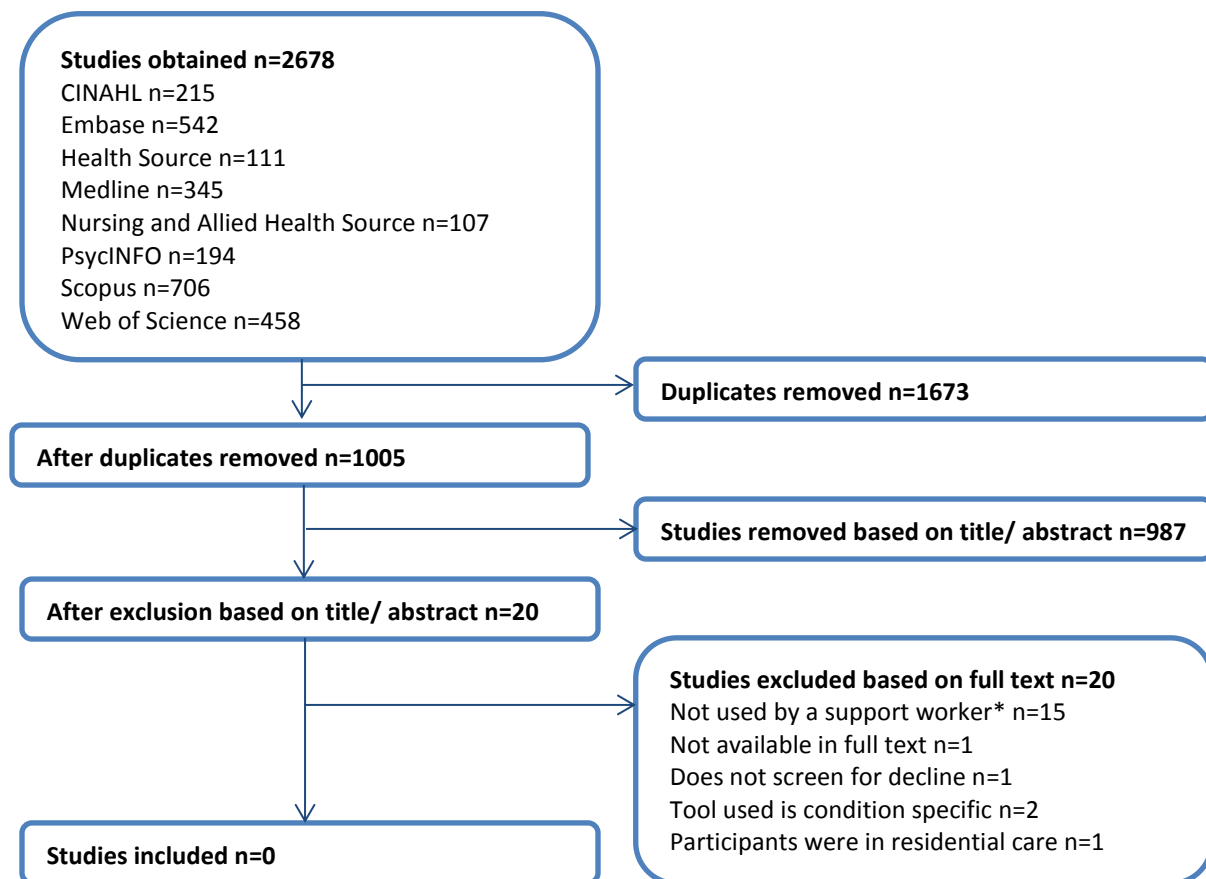 Studies obtained n=2678
CINAHL n=215
Embase n=542
Health Source n=111
Medline n=345
Nursing and Allied Health Source n=107
PsycINFO n=194
Scopus n=706
Web of Science n=458
Duplicates removed n=1673
After duplicates removed n=1005
Studies removed based on title/ abstract n=987
After exclusion based on title/ abstract n=20
Studies excluded based on full text n=20
Not used by a support worker* n=15
Not available in full text n=1
Does not screen for decline n=1
Tool used is condition specific n=2
Participants were in residential care n=1
Studies included n=0